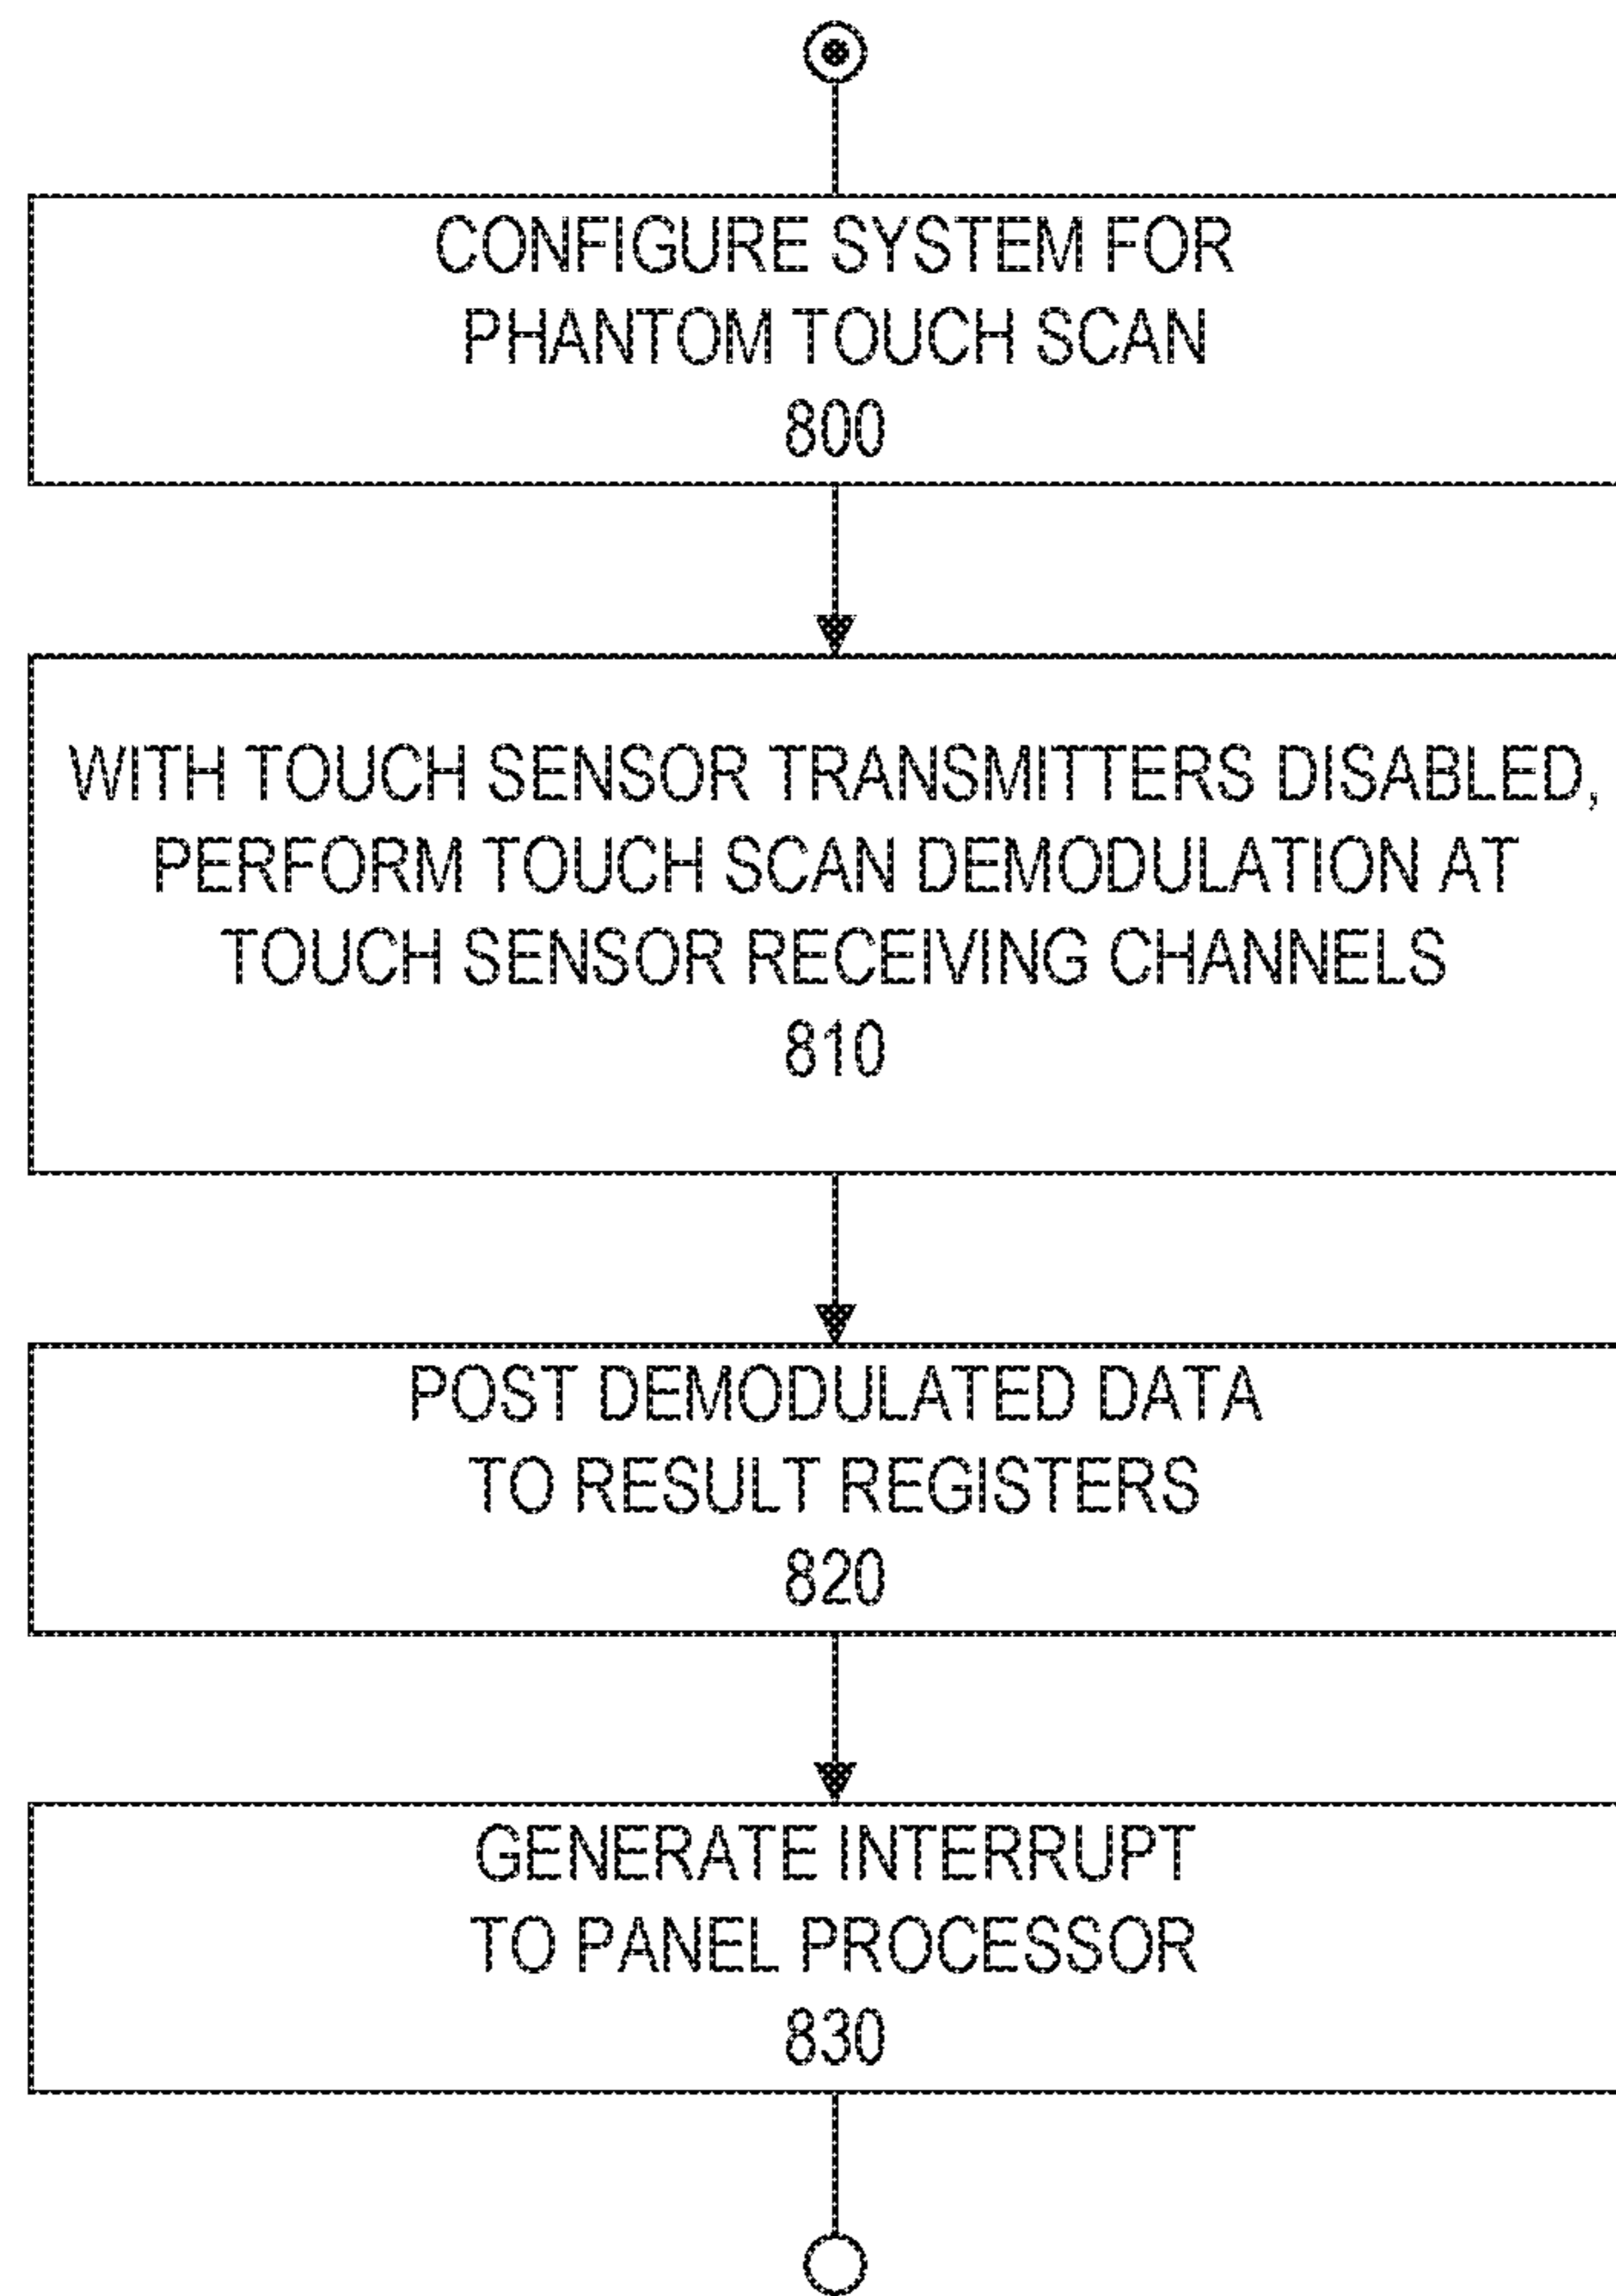 CONFIGURE SYSTEM FOR
PHANTOM TOUCH SCAN
800
WITH TOUCH SENSOR TRANSMITTERS DISABLED,
PERFORM TOUCH SCAN DEMODULATION AT
TOUCH SENSOR RECEIVING CHANNELS
810
POST DEMODULATED DATA
TO RESULT REGISTERS
820
GENERATE INTERRUPT
TO PANEL PROCESSOR
830